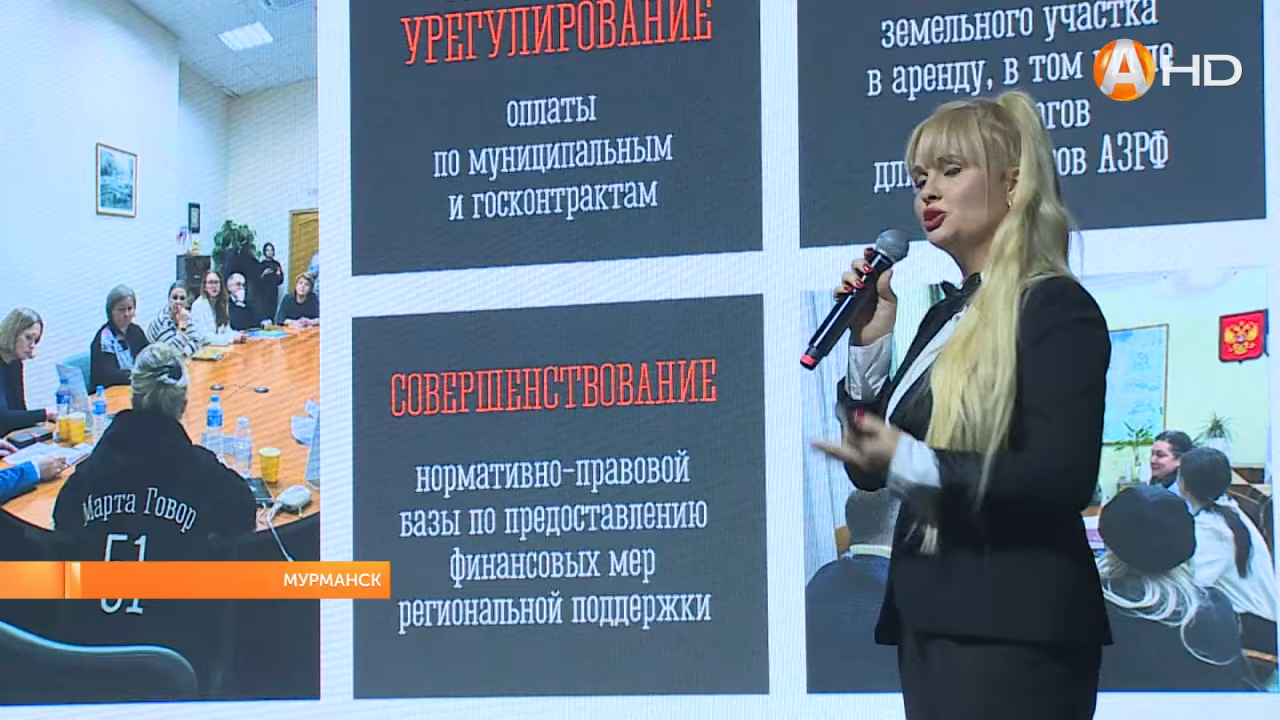 УРЕГУЛИРОВАНИЕ
оплаты
по муниципальным
и госконтрактам
земельного участка
в аренду, в том
АЗРФ
А HD
СОВЕРШЕНСТВОВАНИЕ
нормативно-правовой
базы по предоставлению
финансовых мер
региональной поддержки
Марта Говор
51
51
МУРМАНСК